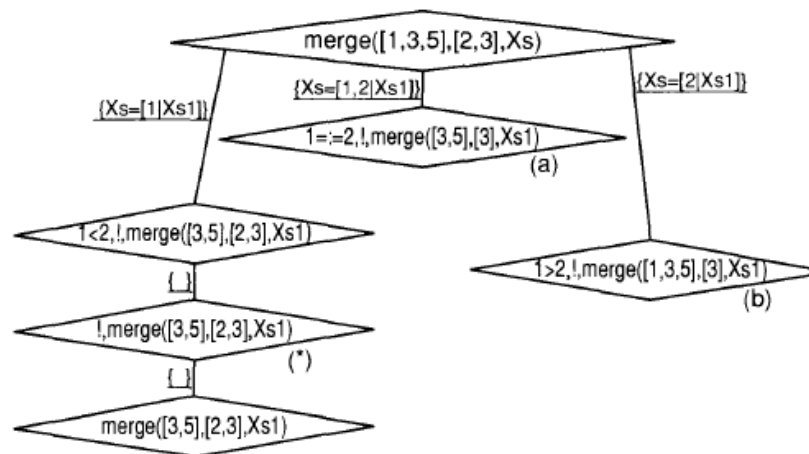 merge([1,3,5],[2,3],Xs)
{Xs=[1|Xs1]}
{Xs=[1,2|Xs1]}
{Xs=[2|Xs1]}
1=:=2,!,merge([3,5],[3],Xs1)
(a)
1<2,!,merge([3,5],[2,3],Xs1)
1>2,!,merge([1,3,5],[3],Xs1)
(b)
{ }
!,merge([3,5],[2,3],Xs1)
(*)
{ }
merge([3,5],[2,3],Xs1)